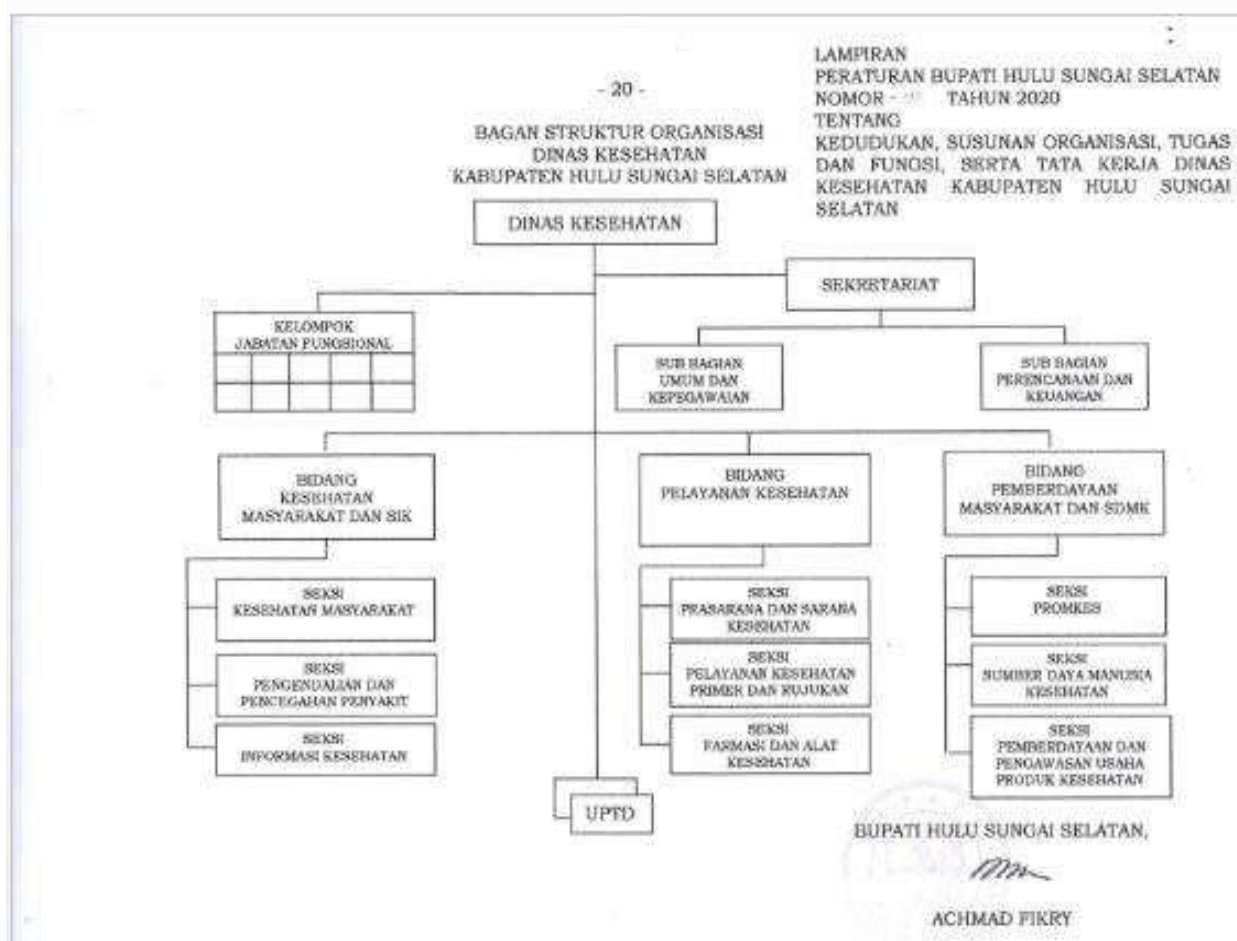 - 20 -
LAMPIRAN
PERATURAN BUPATI HULU SUNGAI SELATAN
NOMOR - TAHUN 2020
TENTANG
KEDUDUKAN, SUSUNAN ORGANISASI, TUGAS
DAN FUNGSI, SERTA TATA KERJA DINAS
KESEHATAN KABUPATEN HULU SUNGAI
SELATAN
BAGAN STRUKTUR ORGANISASI
DINAS KESEHATAN
KABUPATEN HULU SUNGAI SELATAN
DINAS KESEHATAN
SEKRETARIAT
KELOMPOK
JABATAN FUNGSIONAL
SUB BAGIAN
UMUM DAN
KEPEGAWAIAN
SUB BAGIAN
PERENCANAAN DAN
KEUANGAN
BIDANG
KESEHATAN
MASYARAKAT DAN SIK
BIDANG
PELAYANAN KESEHATAN
BIDANG
PEMBERDAYAAN
MASYARAKAT DAN SDMK
SEKSI
KESEHATAN MASYARAKAT
SEKSI
PENGENDALIAN DAN
PENCEGAHAN PENYAKIT
SEKSI
INFORMASI KESEHATAN
SEKSI
PRASARANA DAN SARANA
KESEHATAN
SEKSI
PELAYANAN KESEHATAN
PRIMER DAN RUJUKAN
SEKSI
FARMASI DAN ALAT
KESEHATAN
SEKSI
PROMKES
SEKSI
SUMBER DAYA MANUSIA
KESEHATAN
SEKSI
PEMBERDAYAAN DAN
PENGAWASAN USAHA
PRODUK KESEHATAN
UPTD
BUPATI HULU SUNGAI SELATAN,
ACHMAD FIKRY